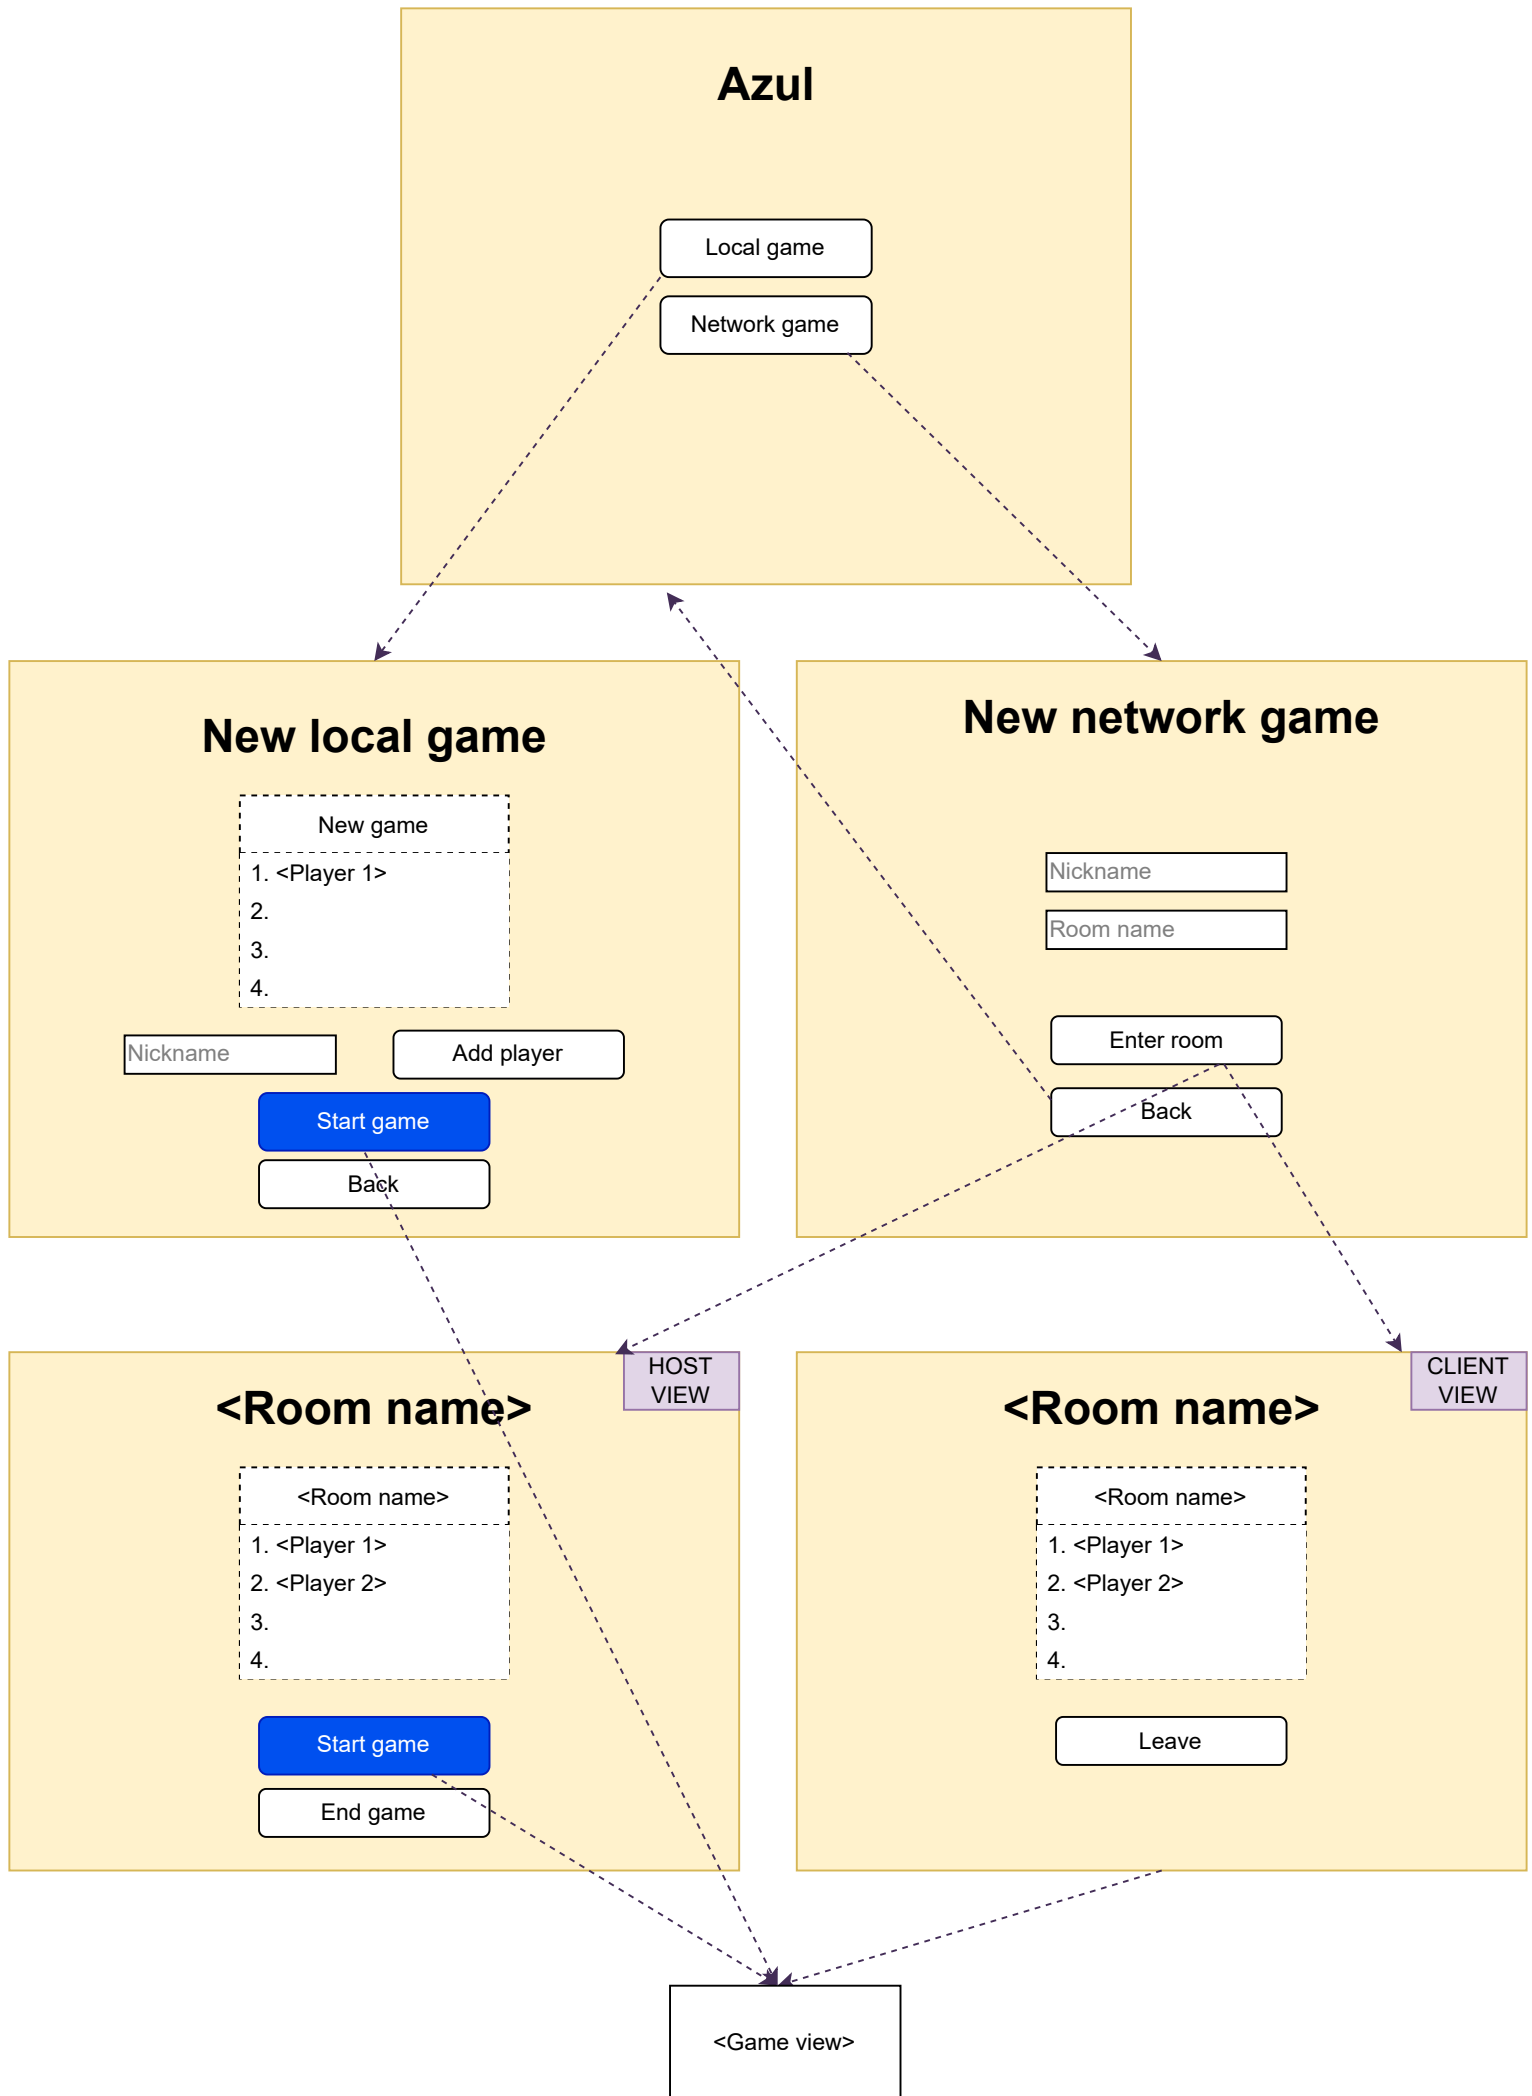 Azul
Local game
Network game
New local game
New game
1. <Player 1>
2.
3.
4.
Nickname
Add player
Start game
Back
New network game
Nickname
Room name
Enter room
Back
HOST
VIEW
<Room name>
<Room name>
1. <Player 1>
2. <Player 2>
3.
4.
Start game
End game
CLIENT
VIEW
<Room name>
<Room name>
1. <Player 1>
2. <Player 2>
3.
4.
Leave
<Game view>